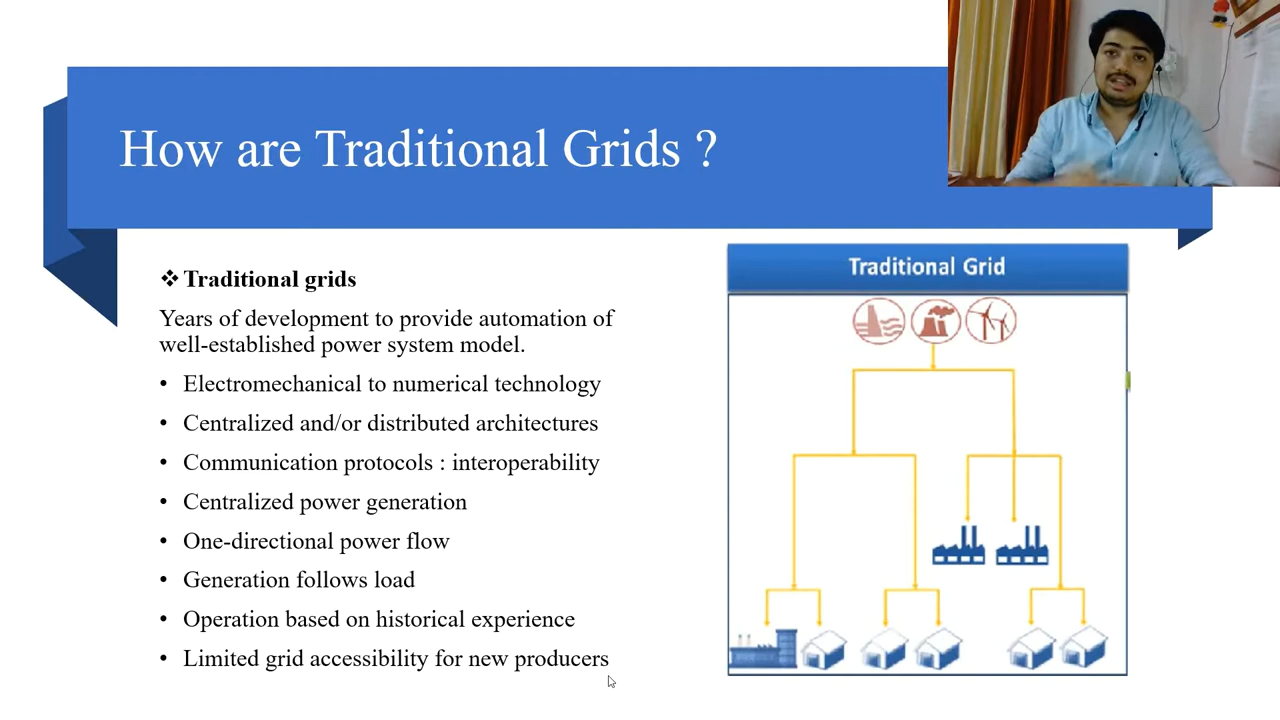 How are Traditional Grids ?
❖ Traditional grids
Years of development to provide automation of
well-established power system model.
• Electromechanical to numerical technology
• Centralized and/or distributed architectures
• Communication protocols : interoperability
• Centralized power generation
• One-directional power flow
• Generation follows load
• Operation based on historical experience
• Limited grid accessibility for new producers
Traditional Grid